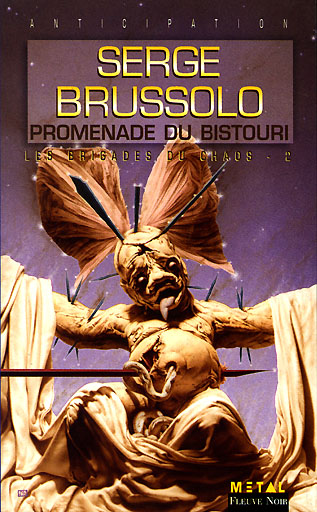 ANTICIPATION
SERGE
BRUSSOLO
PROMENADE DU BISTOURI
LES BRIGADES DU CHAOS - 2
METAL
FLEUVE NOIR